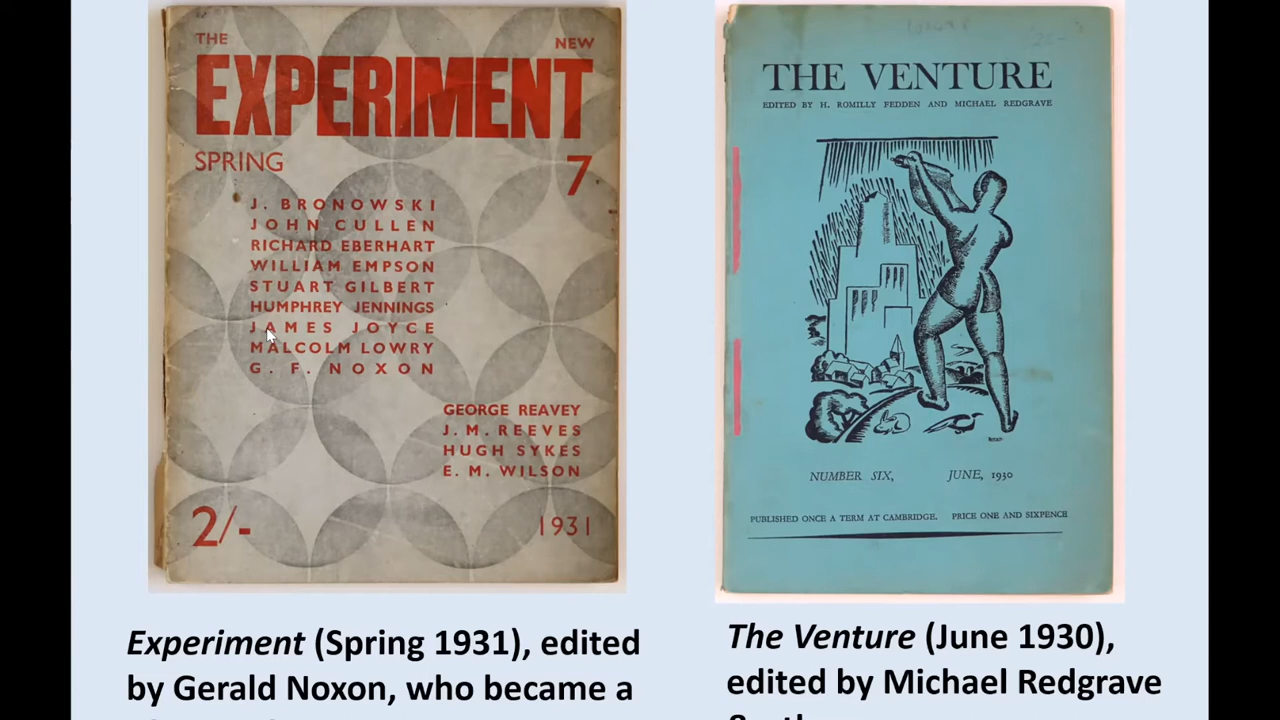 THE NEW
EXPERIMENT
SPRING 7
J. BRONOWSKI
JOHN CULLEN
RICHARD EBERHART
WILLIAM EMPSON
STUART GILBERT
HUMPHREY JENNINGS
JAMES JOYCE
MALCOLM LOWRY
G. F. NOXON
GEORGE REAVEY
J. M. REEVES
HUGH SYKES
E. M. WILSON
2/- 1931
THE VENTURE
EDITED BY H. ROMILLY FEDDEN AND MICHAEL REDGRAVE
NUMBER SIX, JUNE, 1930
PUBLISHED ONCE A TERM AT CAMBRIDGE. PRICE ONE AND SIXPENCE
Experiment (Spring 1931), edited
by Gerald Noxon, who became a
The Venture (June 1930),
edited by Michael Redgrave